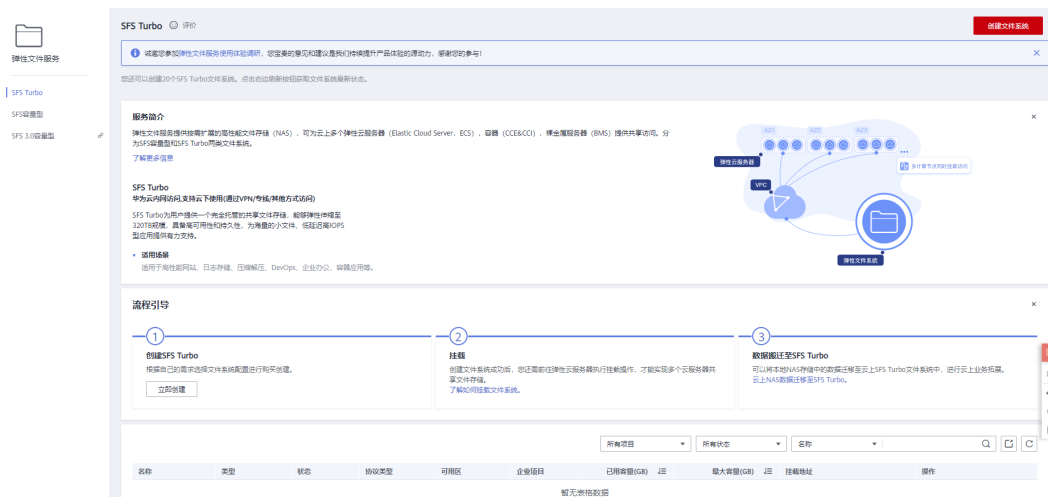 弹性文件服务
SFS Turbo
SFS容量型
SFS 3.0容量型
SFS Turbo 评价
创建文件系统
诚邀您参加弹性文件服务使用体验调研，您宝贵的意见和建议是我们持续提升产品体验的源动力，感谢您的参与！
您还可以创建20个SFS Turbo文件系统。点击右边刷新按钮获取文件系统最新状态。
服务简介
弹性文件服务提供按需扩展的高性能文件存储（NAS），可为云上多个弹性云服务器（Elastic Cloud Server，ECS），容器（CCE&CCI），裸金属服务器（BMS）提供共享访问。分
为SFS容量型和SFS Turbo两类文件系统。
了解更多信息
SFS Turbo
华为云内网访问,支持云下使用(通过VPN/专线/其他方式访问)
SFS Turbo为用户提供一个完全托管的共享文件存储，能够弹性伸缩至
320TB规模，具备高可用性和持久性，为海量的小文件、低延迟高IOPS
型应用提供有力支持。
适用场景
适用于高性能网站、日志存储、压缩解压、DevOps、企业办公、容器应用等。
AZ1 AZ2 AZ3
弹性云服务器
多计算节点同时挂载访问
VPC
弹性文件系统
流程引导
1
创建SFS Turbo
根据自己的需求选择文件系统配置进行购买创建。
立即创建
2
挂载
创建文件系统成功后，您还需前往弹性云服务器执行挂载操作，才能实现多个云服务器共
享文件存储。
了解如何挂载文件系统。
3
数据搬迁至SFS Turbo
可以将本地NAS存储中的数据迁移至云上SFS Turbo文件系统中，进行云上业务拓展。
云上NAS数据迁移至SFS Turbo。
所有项目 所有状态 名称
名称 类型 状态 协议类型 可用区 企业项目 已用容量(GB) 最大容量(GB) 挂载地址 操作
暂无表格数据